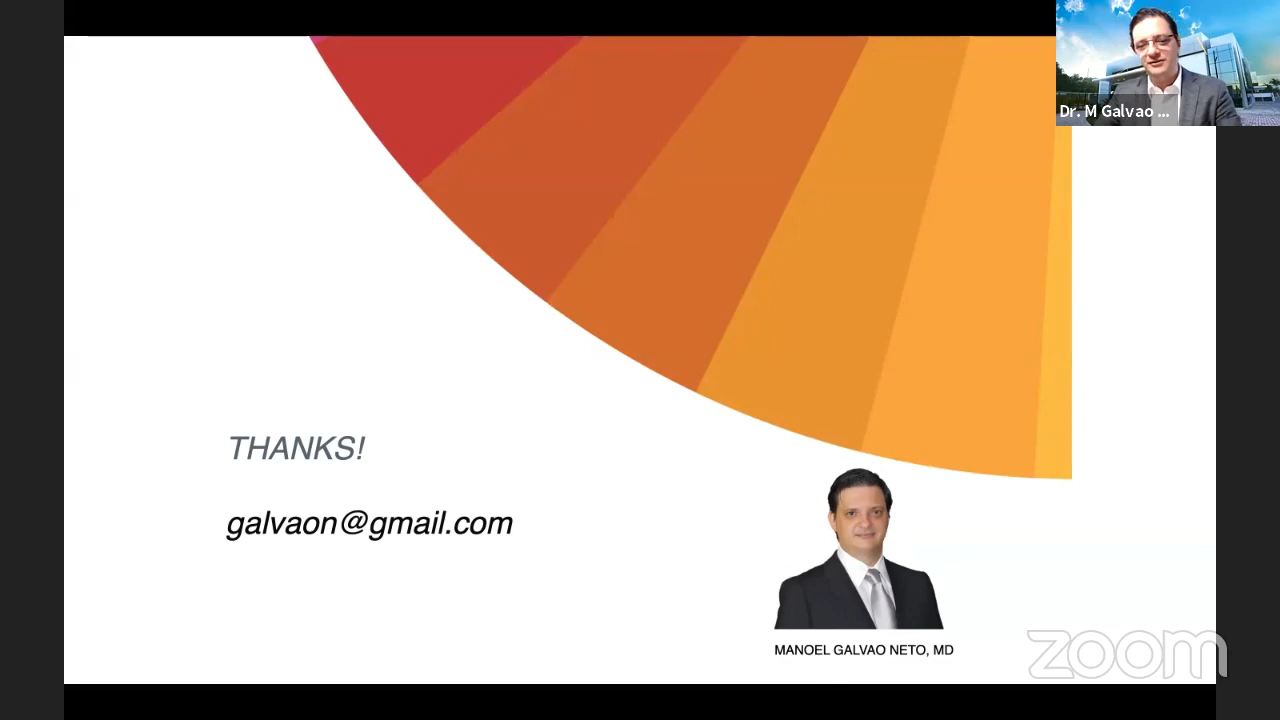 Dr. M Galvao ...
THANKS!
galvaon@gmail.com
MANOEL GALVAO NETO, MD
zoom